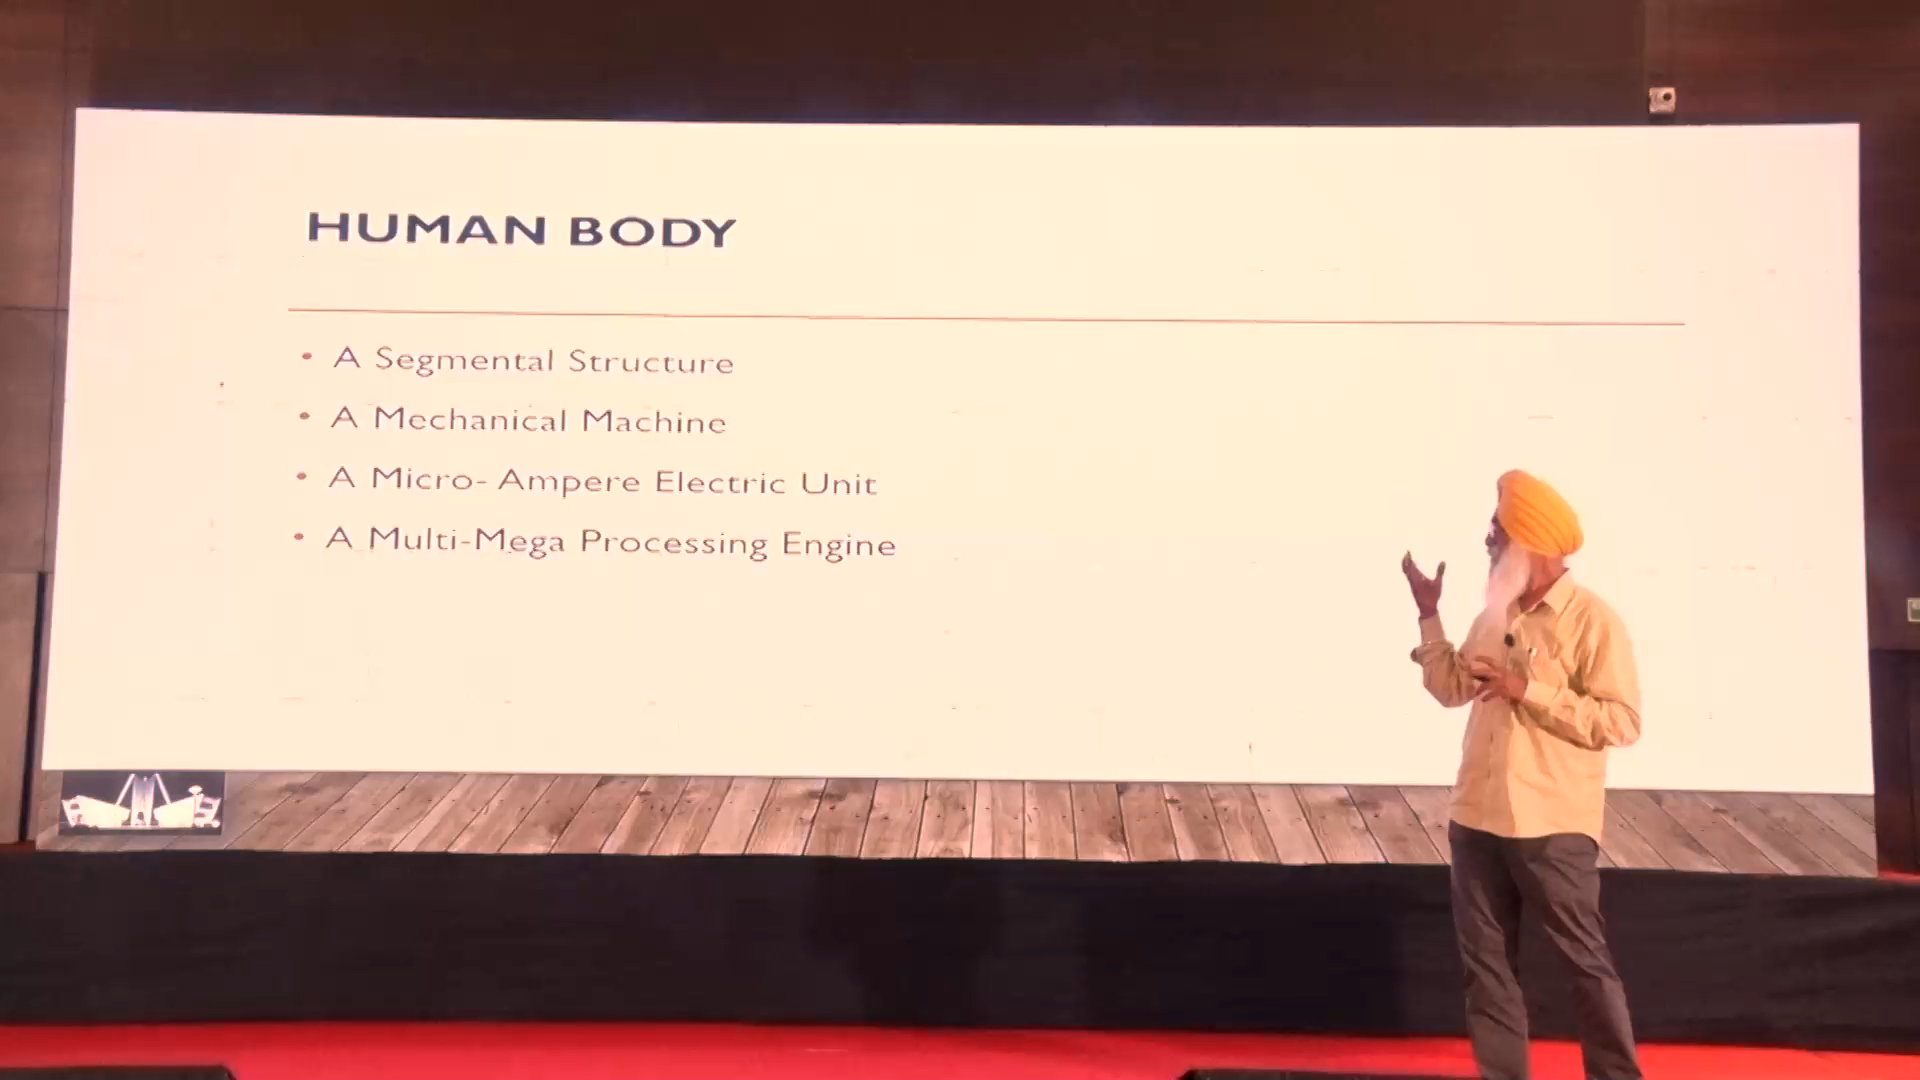 HUMAN BODY
• A Segmental Structure
• A Mechanical Machine
• A Micro- Ampere Electric Unit
• A Multi-Mega Processing Engine